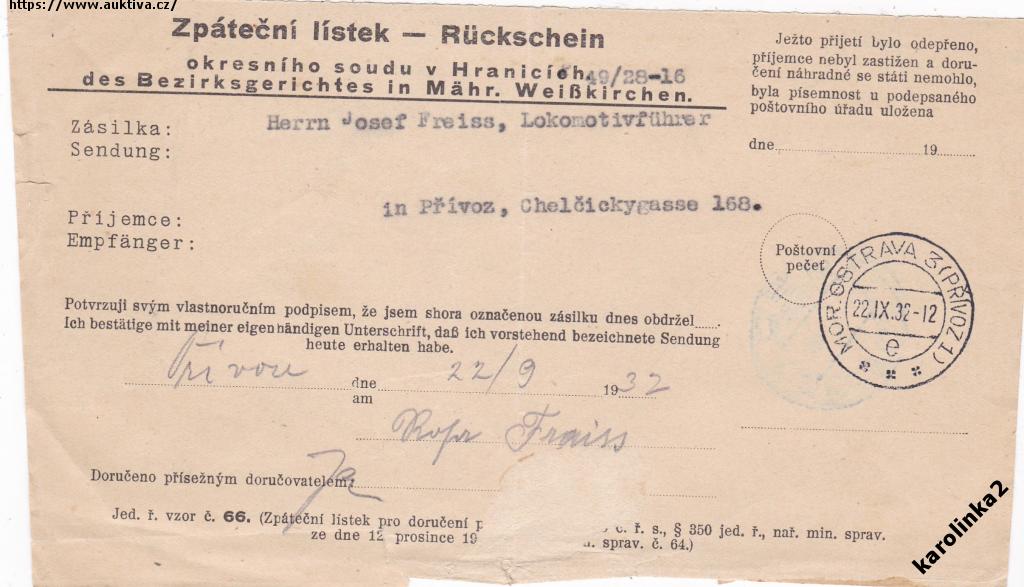 https://www.auktiva.cz/
Zpáteční lístek — Rückschein
okresního soudu v Hranicích
49/28-16
des Bezirksgerichtes in Mähr. Weißkirchen.
Zásilka:
Sendung:
Herrn Josef Freiss, Lokomotivführer
in Přívoz, Chelčickygasse 168.
Příjemce:
Empfänger:
Ježto přijetí bylo odepřeno,
příjemce nebyl zastižen a doru-
čení náhradné se státi nemohlo,
byla písemnost u podepsaného
poštovního úřadu uložena
dne 19
Poštovní
pečeť
MOR. OSTRAVA 3 (PŘÍVOZ 1)
22.IX.32-12
e
Potvrzuji svým vlastnoručním podpisem, že jsem shora označenou zásilku dnes obdržel
Ich bestätige mit meiner eigenhändigen Unterschrift, daß ich vorstehend bezeichnete Sendung
heute erhalten habe.
dne 22/9 1932
am
Fraiss
Doručeno přísežným doručovatelem:
Jed. ř. vzor č. 66. (Zpáteční lístek pro doručení p č. ř. s., § 350 jed. ř., nař. min. sprav.
ze dne 12 prosince 19 . sprav. č. 64.)
karolinka2